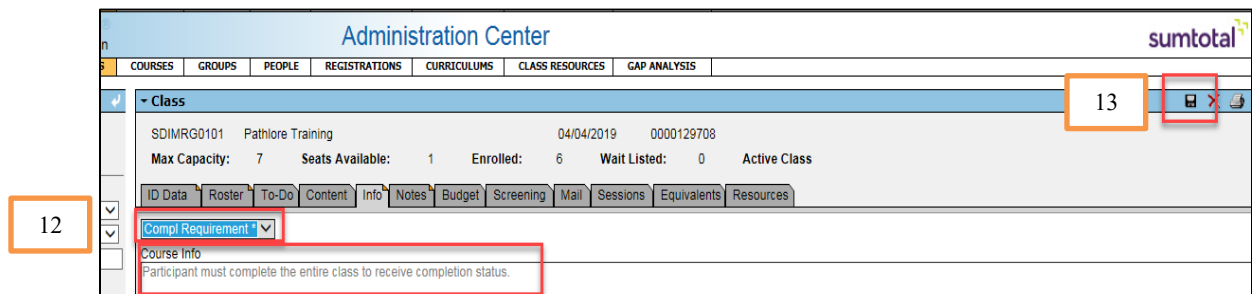 n
Administration Center
sumtotal
S COURSES GROUPS PEOPLE REGISTRATIONS CURRICULUMS CLASS RESOURCES GAP ANALYSIS
Class
13
SDIMRG0101 Pathlore Training 04/04/2019 0000129708
Max Capacity: 7 Seats Available: 1 Enrolled: 6 Wait Listed: 0 Active Class
ID Data Roster To-Do Content Info Notes Budget Screening Mail Sessions Equivalents Resources
12
Compl Requirement *
Course Info
Participant must complete the entire class to receive completion status.